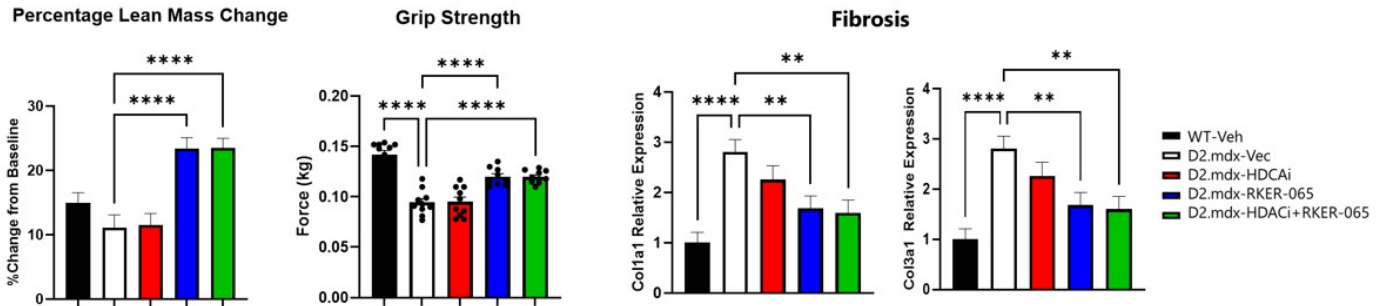 Percentage Lean Mass Change
%Change from Baseline
30
20
10
0
****
****
Grip Strength
Force (kg)
0.20
0.15
0.10
0.05
0.00
****
**** ****
Fibrosis
Col1a1 Relative Expression
4
3
2
1
0
**
**** **
Col3a1 Relative Expression
4
3
2
1
0
**
**** **
WT-Veh
D2.mdx-Vec
D2.mdx-HDCAi
D2.mdx-RKER-065
D2.mdx-HDACi+RKER-065